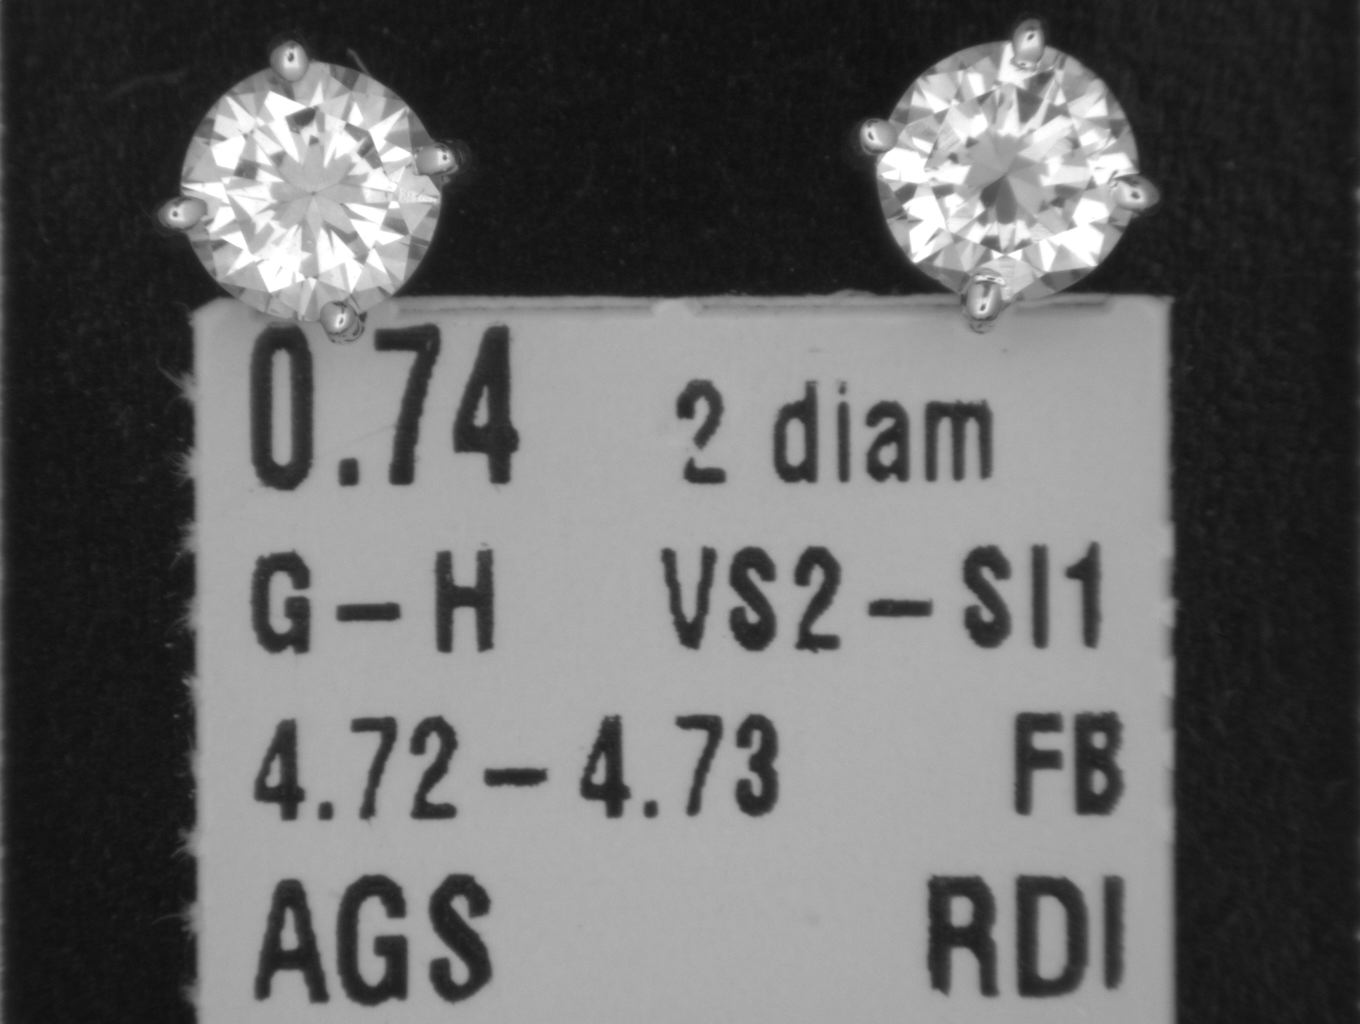 0.74 2 diam
G-H VS2-SI1
4.72-4.73 FB
AGS RDI